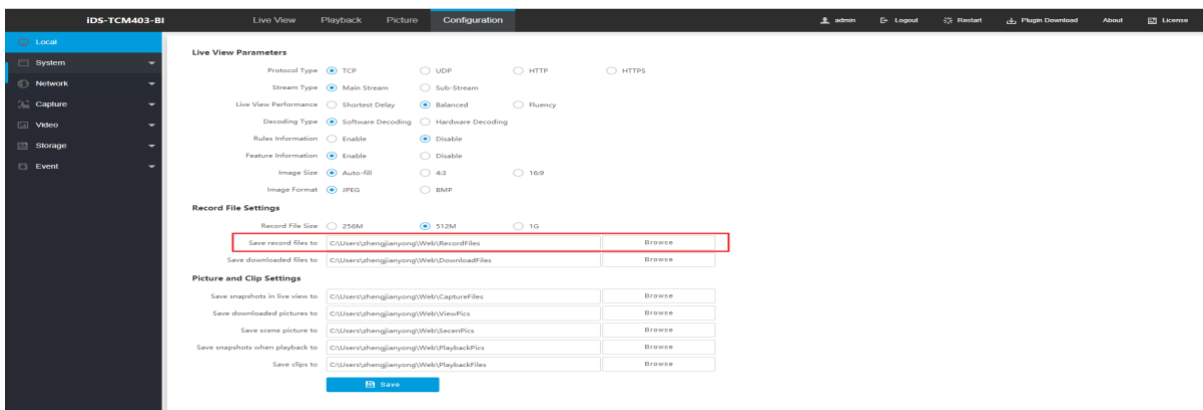 iDS-TCM403-BI Live View Playback Picture Configuration admin Logout Restart Plugin Download About License
Local
System
Network
Capture
Video
Storage
Event
Live View Parameters
Protocol Type TCP UDP HTTP HTTPS
Stream Type Main Stream Sub-Stream
Live View Performance Shortest Delay Balanced Fluency
Decoding Type Software Decoding Hardware Decoding
Rules Information Enable Disable
Feature Information Enable Disable
Image Size Auto-fill 4:3 16:9
Image Format JPEG BMP
Record File Settings
Record File Size 256M 512M 1G
Save record files to C:\Users\zhengjianyong\Web\RecordFiles Browse
Save downloaded files to C:\Users\zhengjianyong\Web\DownloadFiles Browse
Picture and Clip Settings
Save snapshots in live view to C:\Users\zhengjianyong\Web\CaptureFiles Browse
Save downloaded pictures to C:\Users\zhengjianyong\Web\ViewPics Browse
Save scene picture to C:\Users\zhengjianyong\Web\SecenPics Browse
Save snapshots when playback to C:\Users\zhengjianyong\Web\PlaybackPics Browse
Save clips to C:\Users\zhengjianyong\Web\PlaybackFiles Browse
Save